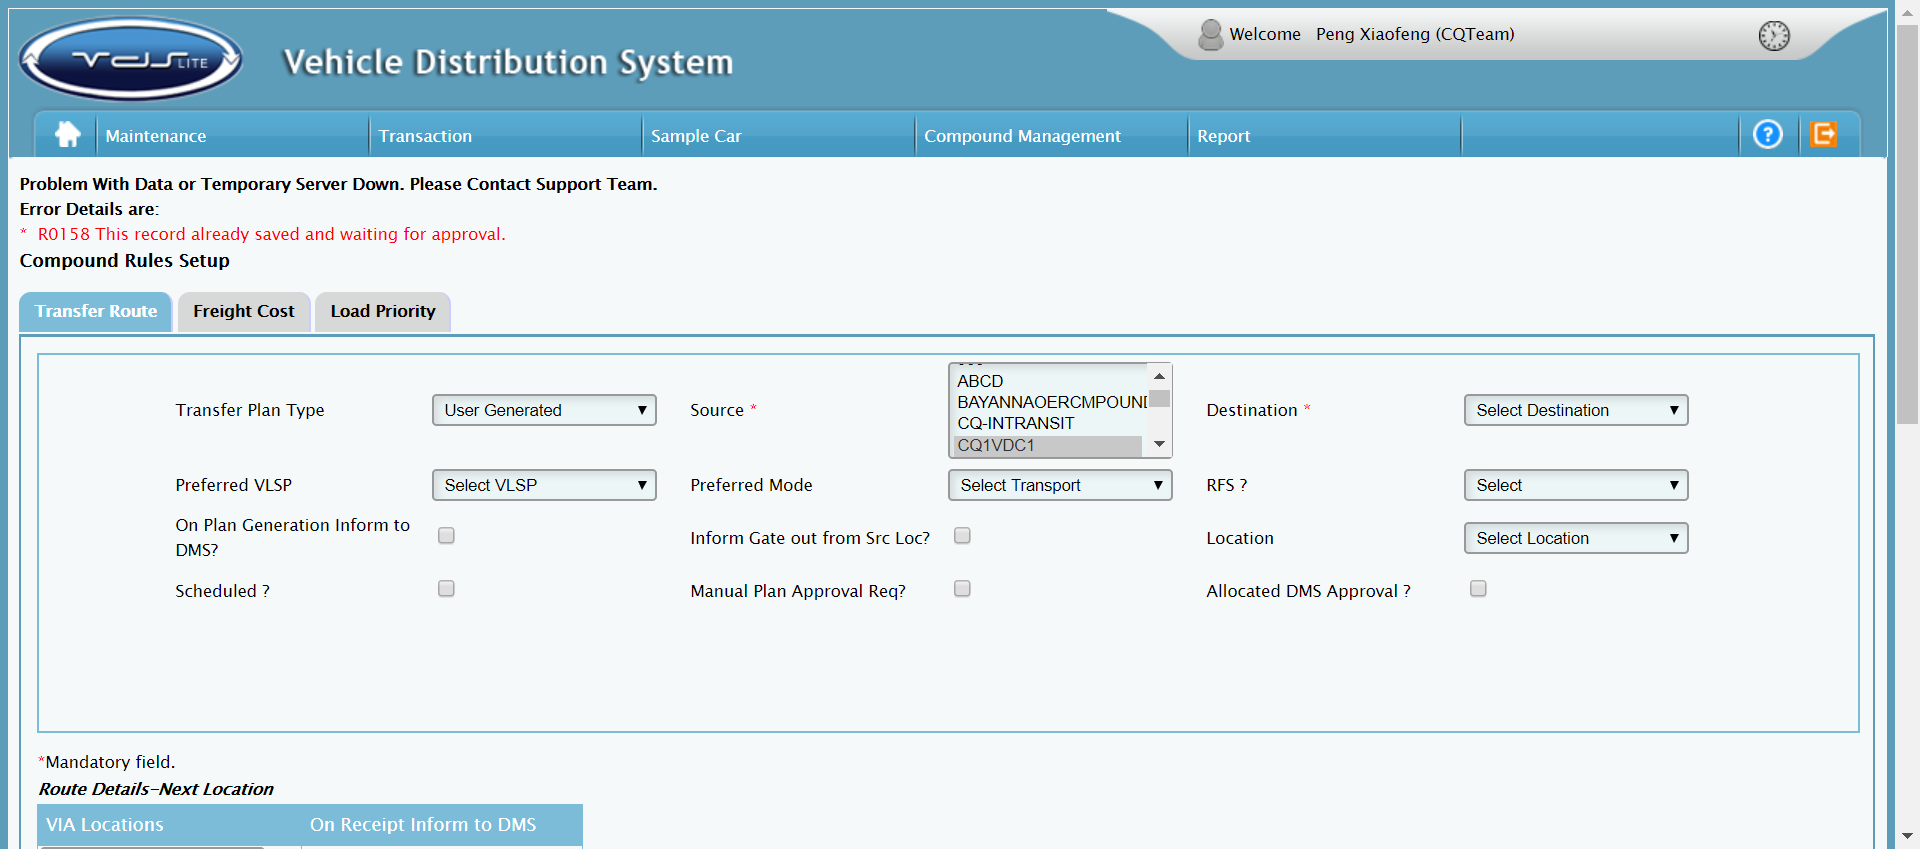 VDS LITE
Vehicle Distribution System
Welcome Peng Xiaofeng (CQTeam)
Maintenance
Transaction
Sample Car
Compound Management
Report
?
Problem With Data or Temporary Server Down. Please Contact Support Team.
Error Details are:
* R0158 This record already saved and waiting for approval.
Compound Rules Setup
Transfer Route
Freight Cost
Load Priority
Transfer Plan Type
User Generated
Source *
ABCD
BAYANNAOERCMPOUND
CQ-INTRANSIT
CQ1VDC1
Destination *
Select Destination
Preferred VLSP
Select VLSP
Preferred Mode
Select Transport
RFS ?
Select
On Plan Generation Inform to
DMS?
Inform Gate out from Src Loc?
Location
Select Location
Scheduled ?
Manual Plan Approval Req?
Allocated DMS Approval ?
*Mandatory field.
Route Details-Next Location
VIA Locations
On Receipt Inform to DMS